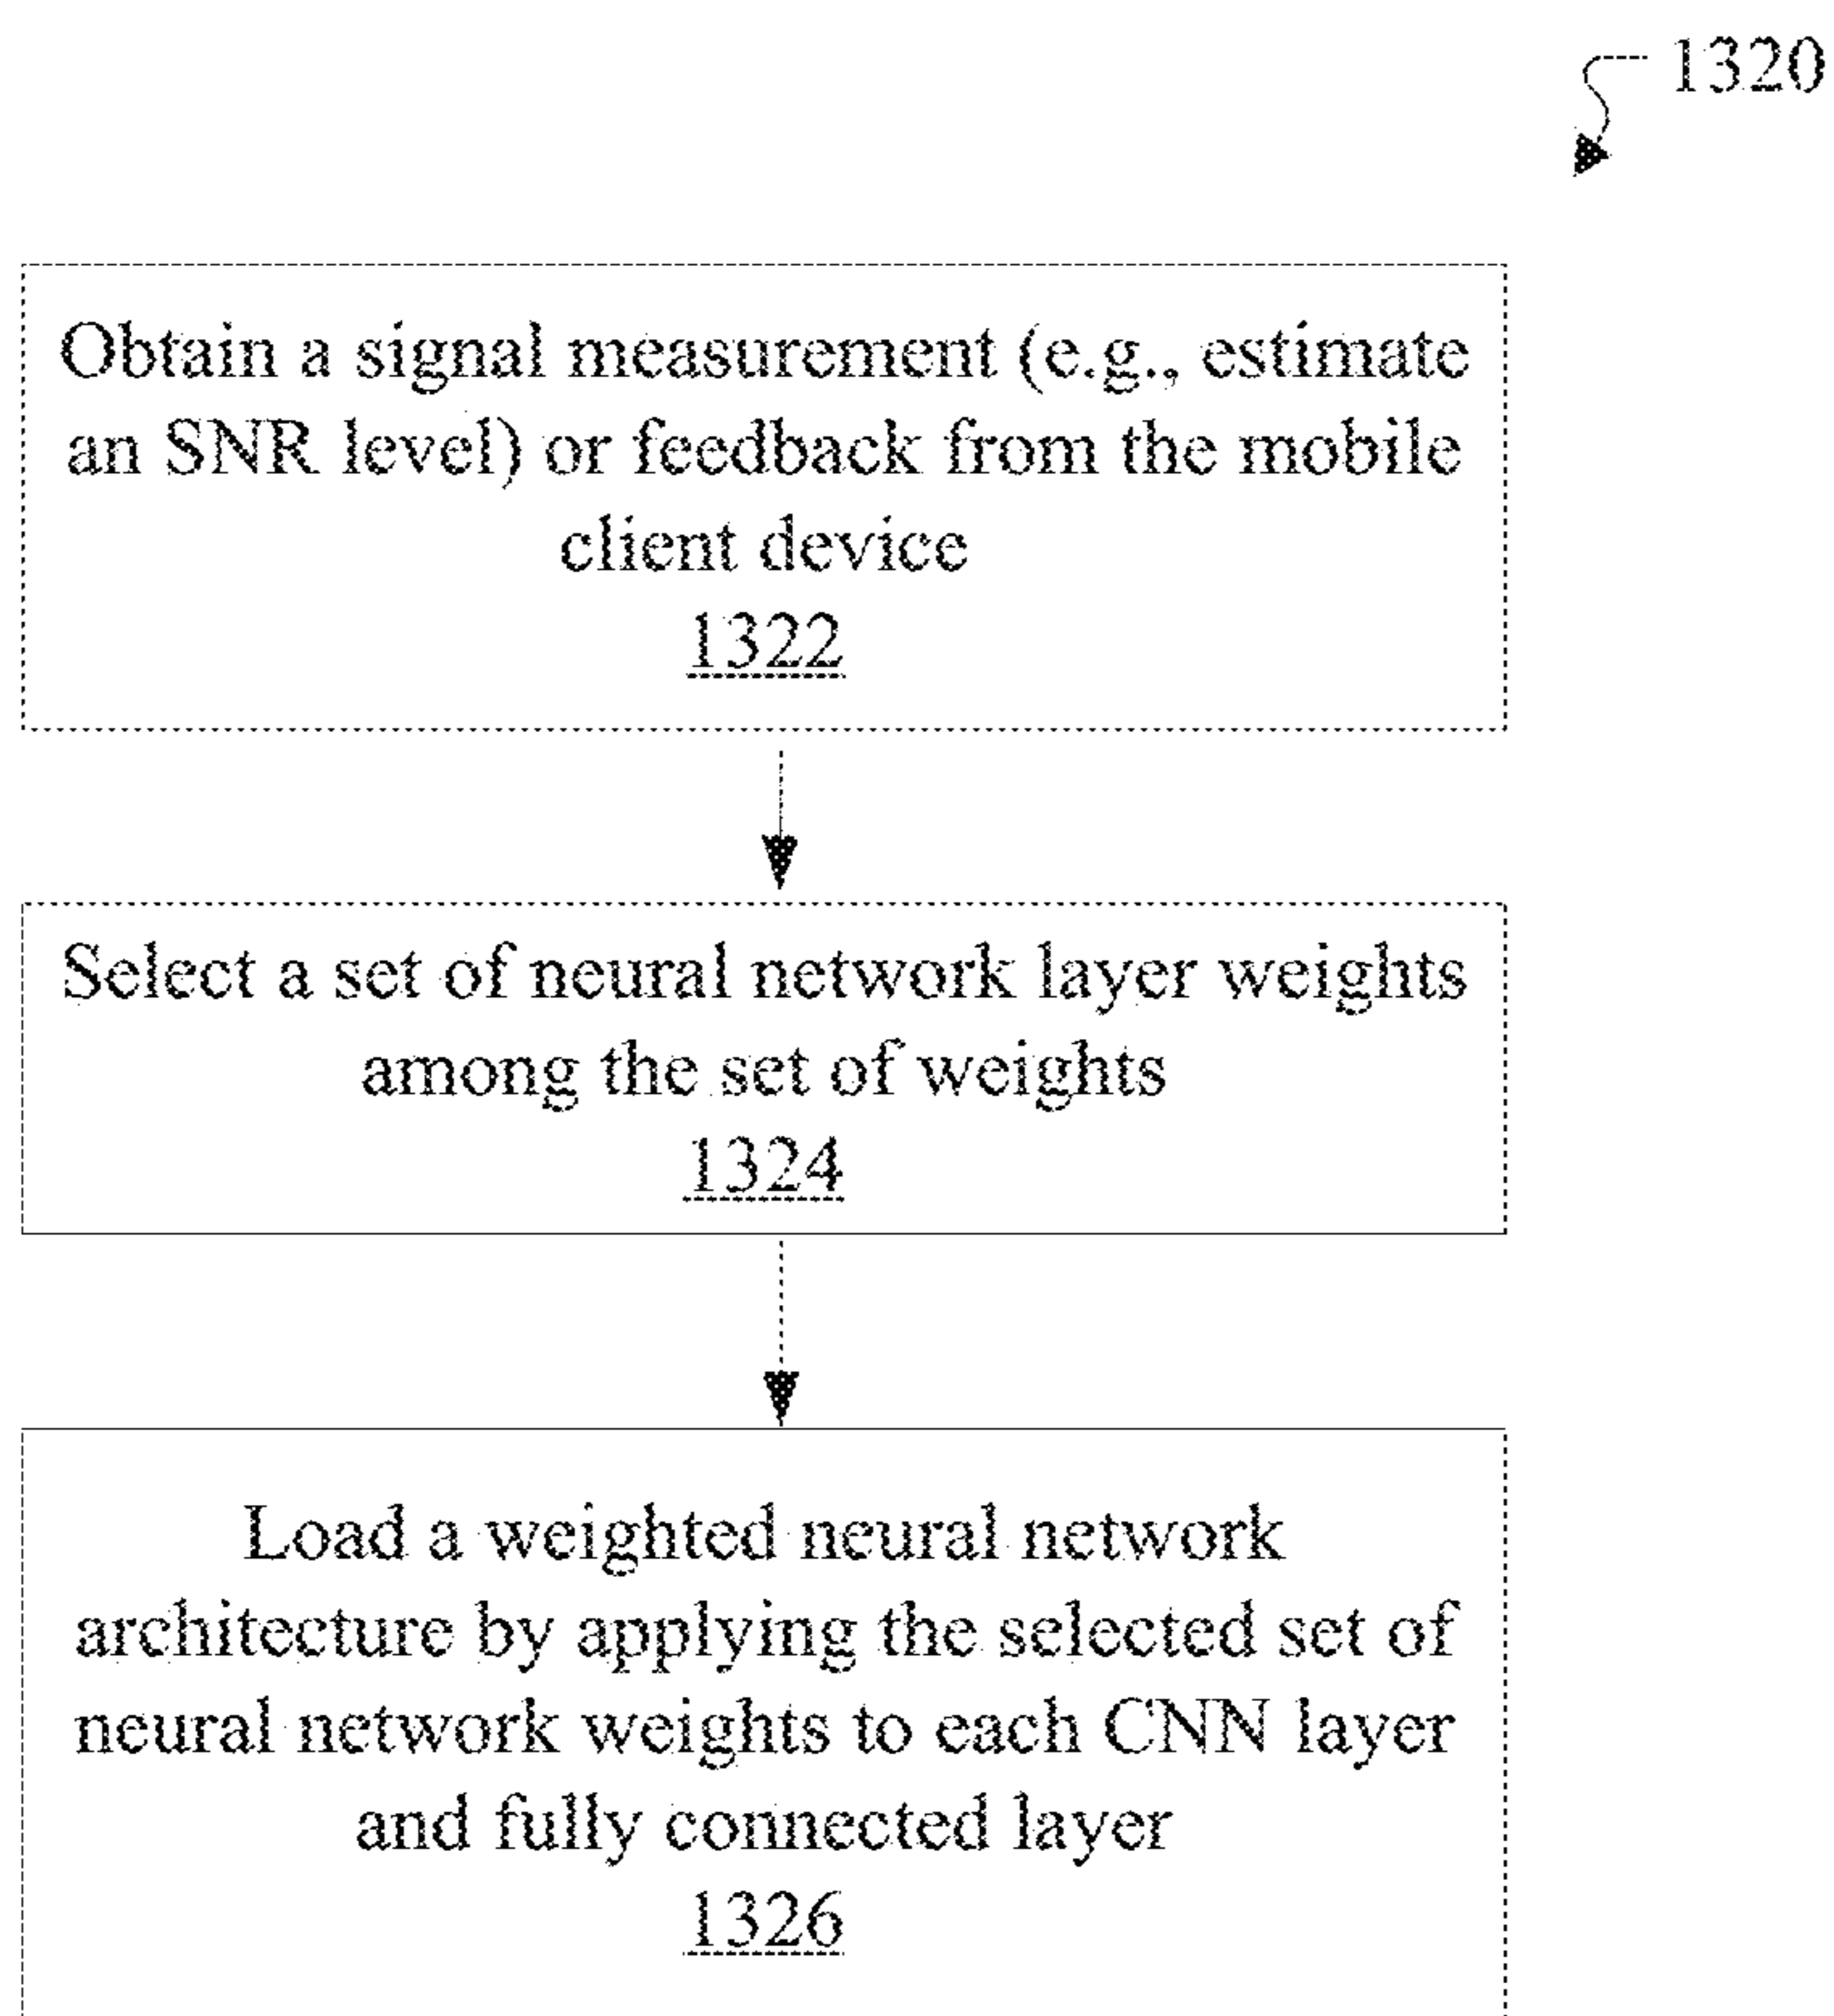 1320
Obtain a signal measurement (e.g., estimate
an SNR level) or feedback from the mobile
client device
1322
Select a set of neural network layer weights
among the set of weights
1324
Load a weighted neural network
architecture by applying the selected set of
neural network weights to each CNN layer
and fully connected layer
1326